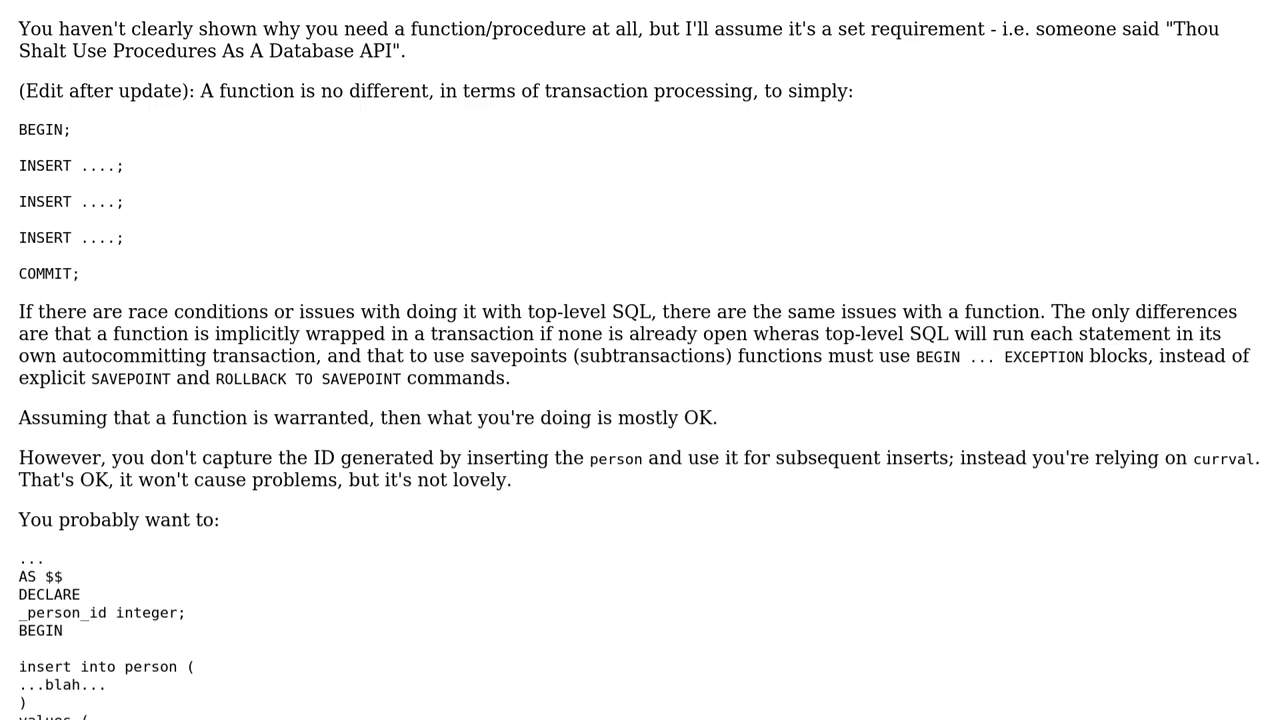 You haven't clearly shown why you need a function/procedure at all, but I'll assume it's a set requirement - i.e. someone said "Thou
Shalt Use Procedures As A Database API".
(Edit after update): A function is no different, in terms of transaction processing, to simply:
BEGIN;
INSERT ....;
INSERT ....;
INSERT ....;
COMMIT;
If there are race conditions or issues with doing it with top-level SQL, there are the same issues with a function. The only differences
are that a function is implicitly wrapped in a transaction if none is already open wheras top-level SQL will run each statement in its
own autocommitting transaction, and that to use savepoints (subtransactions) functions must use BEGIN ... EXCEPTION blocks, instead of
explicit SAVEPOINT and ROLLBACK TO SAVEPOINT commands.
Assuming that a function is warranted, then what you're doing is mostly OK.
However, you don't capture the ID generated by inserting the person and use it for subsequent inserts; instead you're relying on currval.
That's OK, it won't cause problems, but it's not lovely.
You probably want to:
...
AS $$
DECLARE
_person_id integer;
BEGIN
insert into person (
...blah...
)
values (